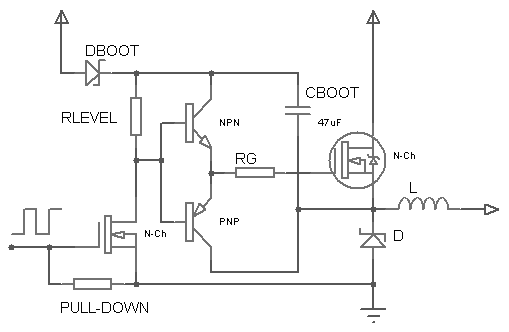 DBOOT
CBOOT
RLEVEL
NPN
47uF
RG
N-Ch
L
PNP
N-Ch
D
PULL-DOWN